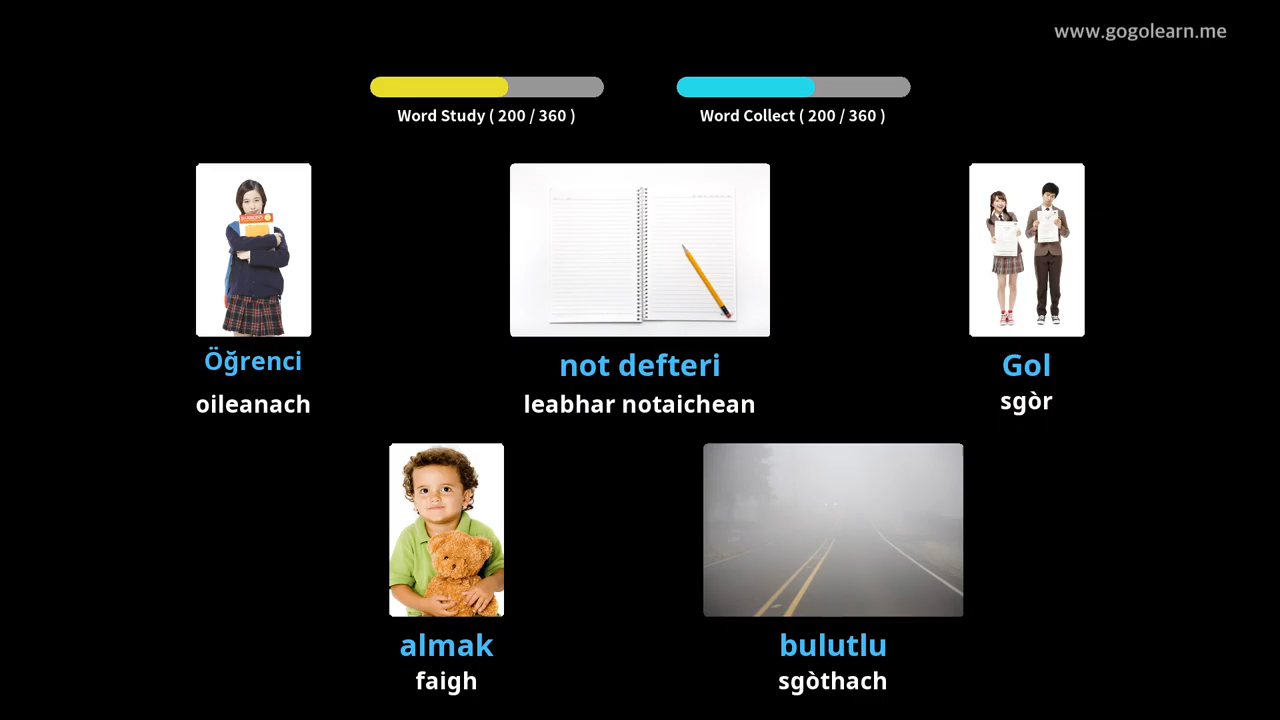 www.gogolearn.me
Word Study ( 200 / 360 )
Word Collect ( 200 / 360 )
Öğrenci
oileanach
not defteri
leabhar notaichean
Gol
sgòr
almak
faigh
bulutlu
sgòthach